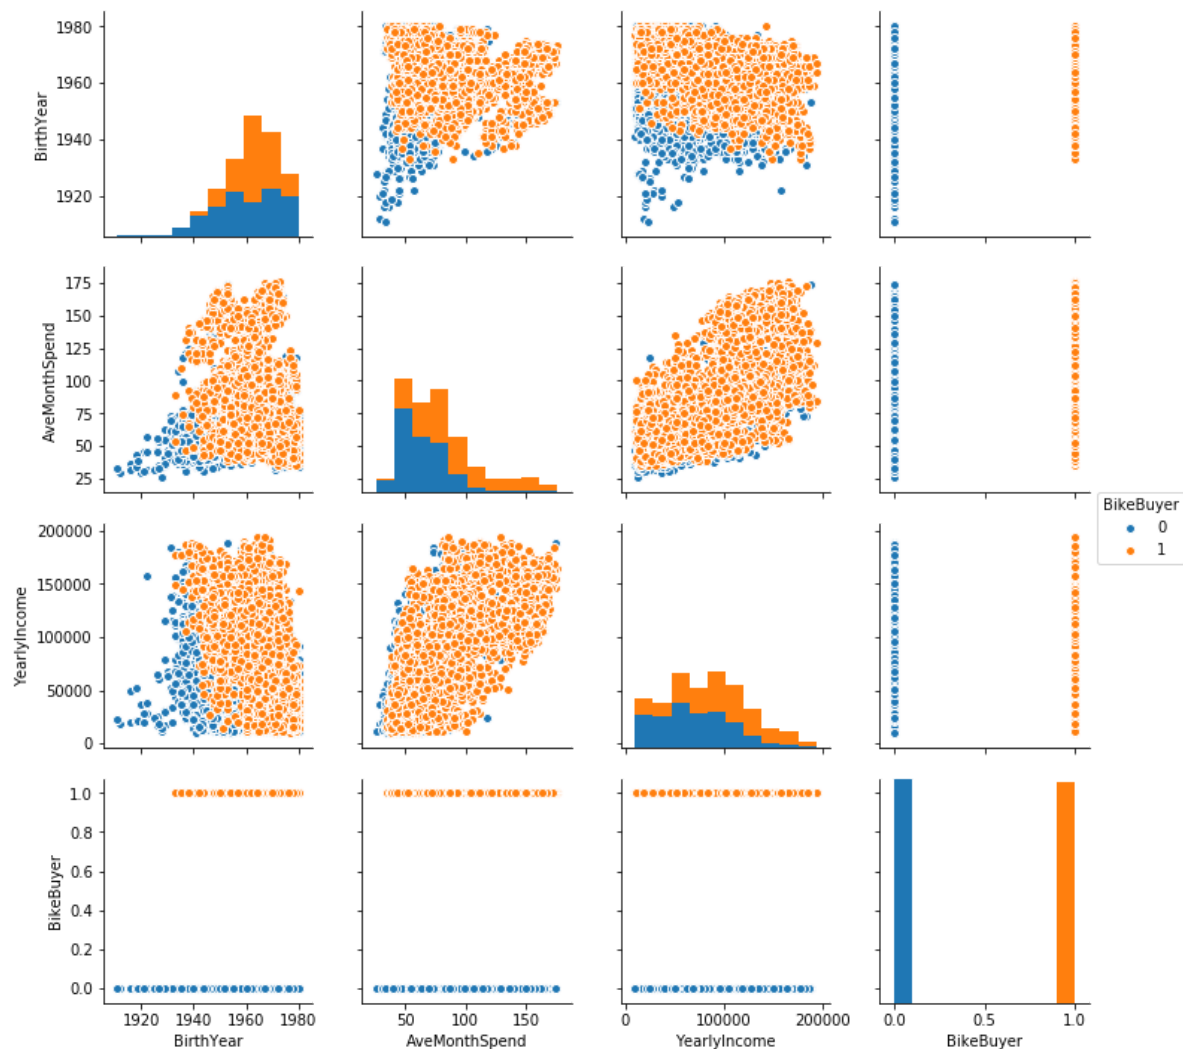 1980
1960
1940
1920
BirthYear
175
150
125
100
75
50
25
AveMonthSpend
BikeBuyer
0
1
200000
150000
100000
50000
0
YearlyIncome
1.0
0.8
0.6
0.4
0.2
0.0
BikeBuyer
1920 1940 1960 1980
BirthYear
50 100 150
AveMonthSpend
0 100000 200000
YearlyIncome
0.0 0.5 1.0
BikeBuyer